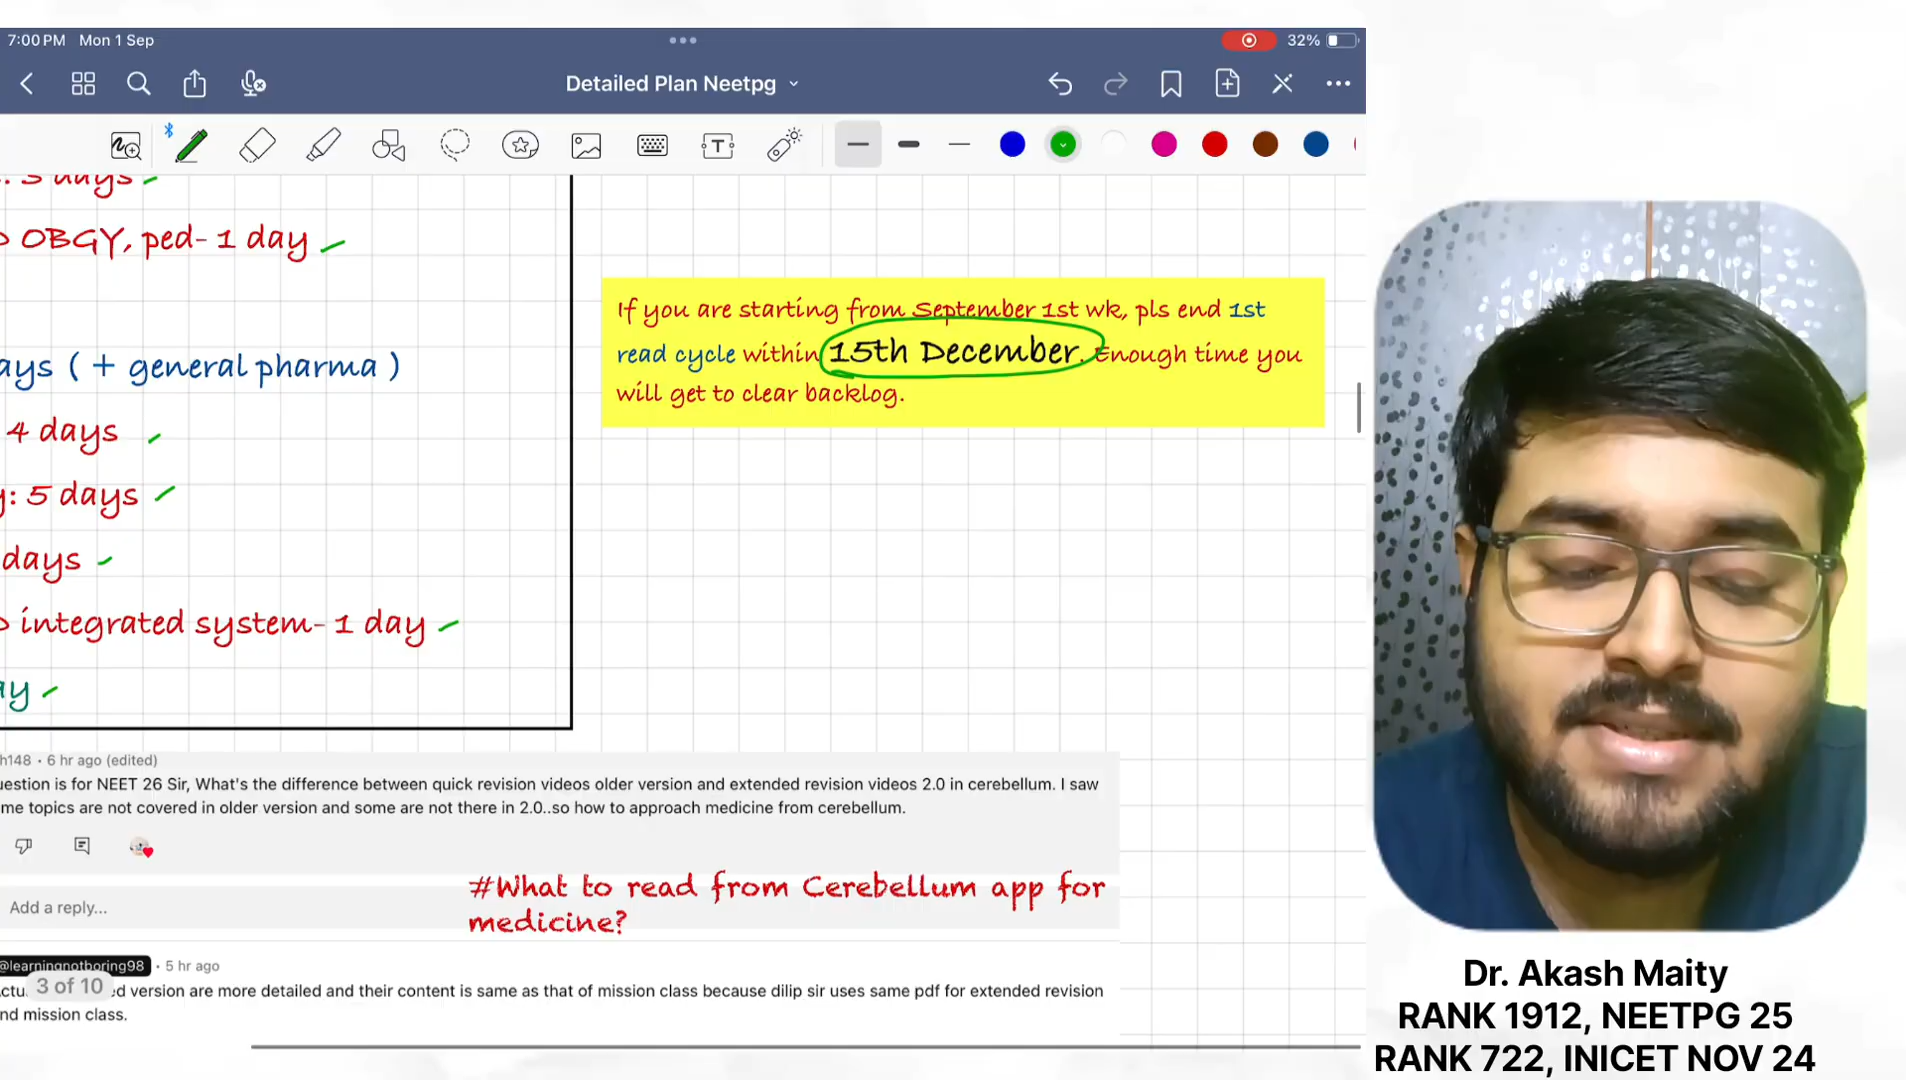 7:00 PM Mon 1 Sep
32%
Detailed Plan Neetpg
T
: 3 days
OBGY, ped- 1 day
ays ( + general pharma )
4 days
y: 5 days
days
integrated system- 1 day
ay
If you are starting from September 1st wk, pls end 1st
read cycle within 15th December. Enough time you
will get to clear backlog.
h148 • 6 hr ago (edited)
uestion is for NEET 26 Sir, What's the difference between quick revision videos older version and extended revision videos 2.0 in cerebellum. I saw
me topics are not covered in older version and some are not there in 2.0..so how to approach medicine from cerebellum.
Add a reply...
#What to read from Cerebellum app for
medicine?
@learningnotboring98 • 5 hr ago
3 of 10
version are more detailed and their content is same as that of mission class because dilip sir uses same pdf for extended revision
nd mission class.
Dr. Akash Maity
RANK 1912, NEETPG 25
RANK 722, INICET NOV 24